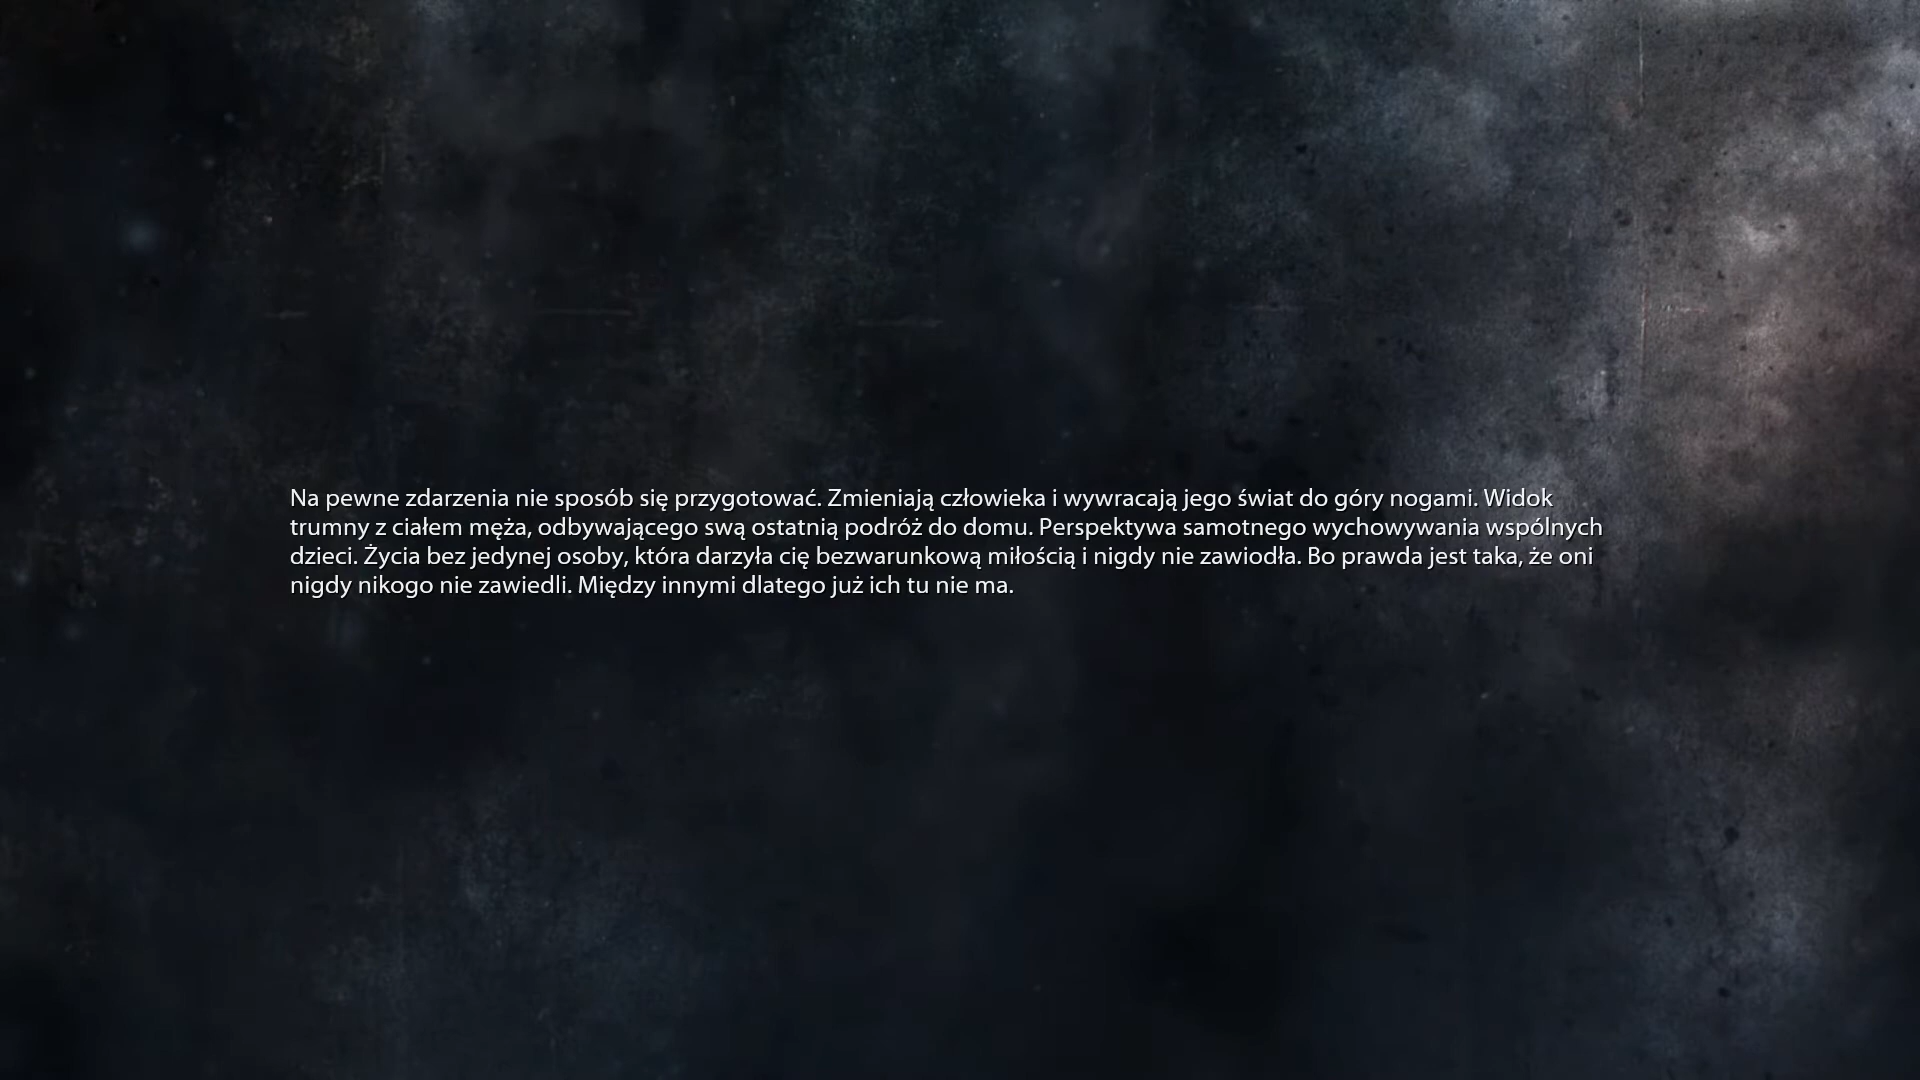 Na pewne zdarzenia nie sposób się przygotować. Zmieniają człowieka i wywracają jego świat do góry nogami. Widok
trumny z ciałem męża, odbywającego swą ostatnią podróż do domu. Perspektywa samotnego wychowywania wspólnych
dzieci. Życia bez jedynej osoby, która darzyła cię bezwarunkową miłością i nigdy nie zawiodła. Bo prawda jest taka, że oni
nigdy nikogo nie zawiedli. Między innymi dlatego już ich tu nie ma.